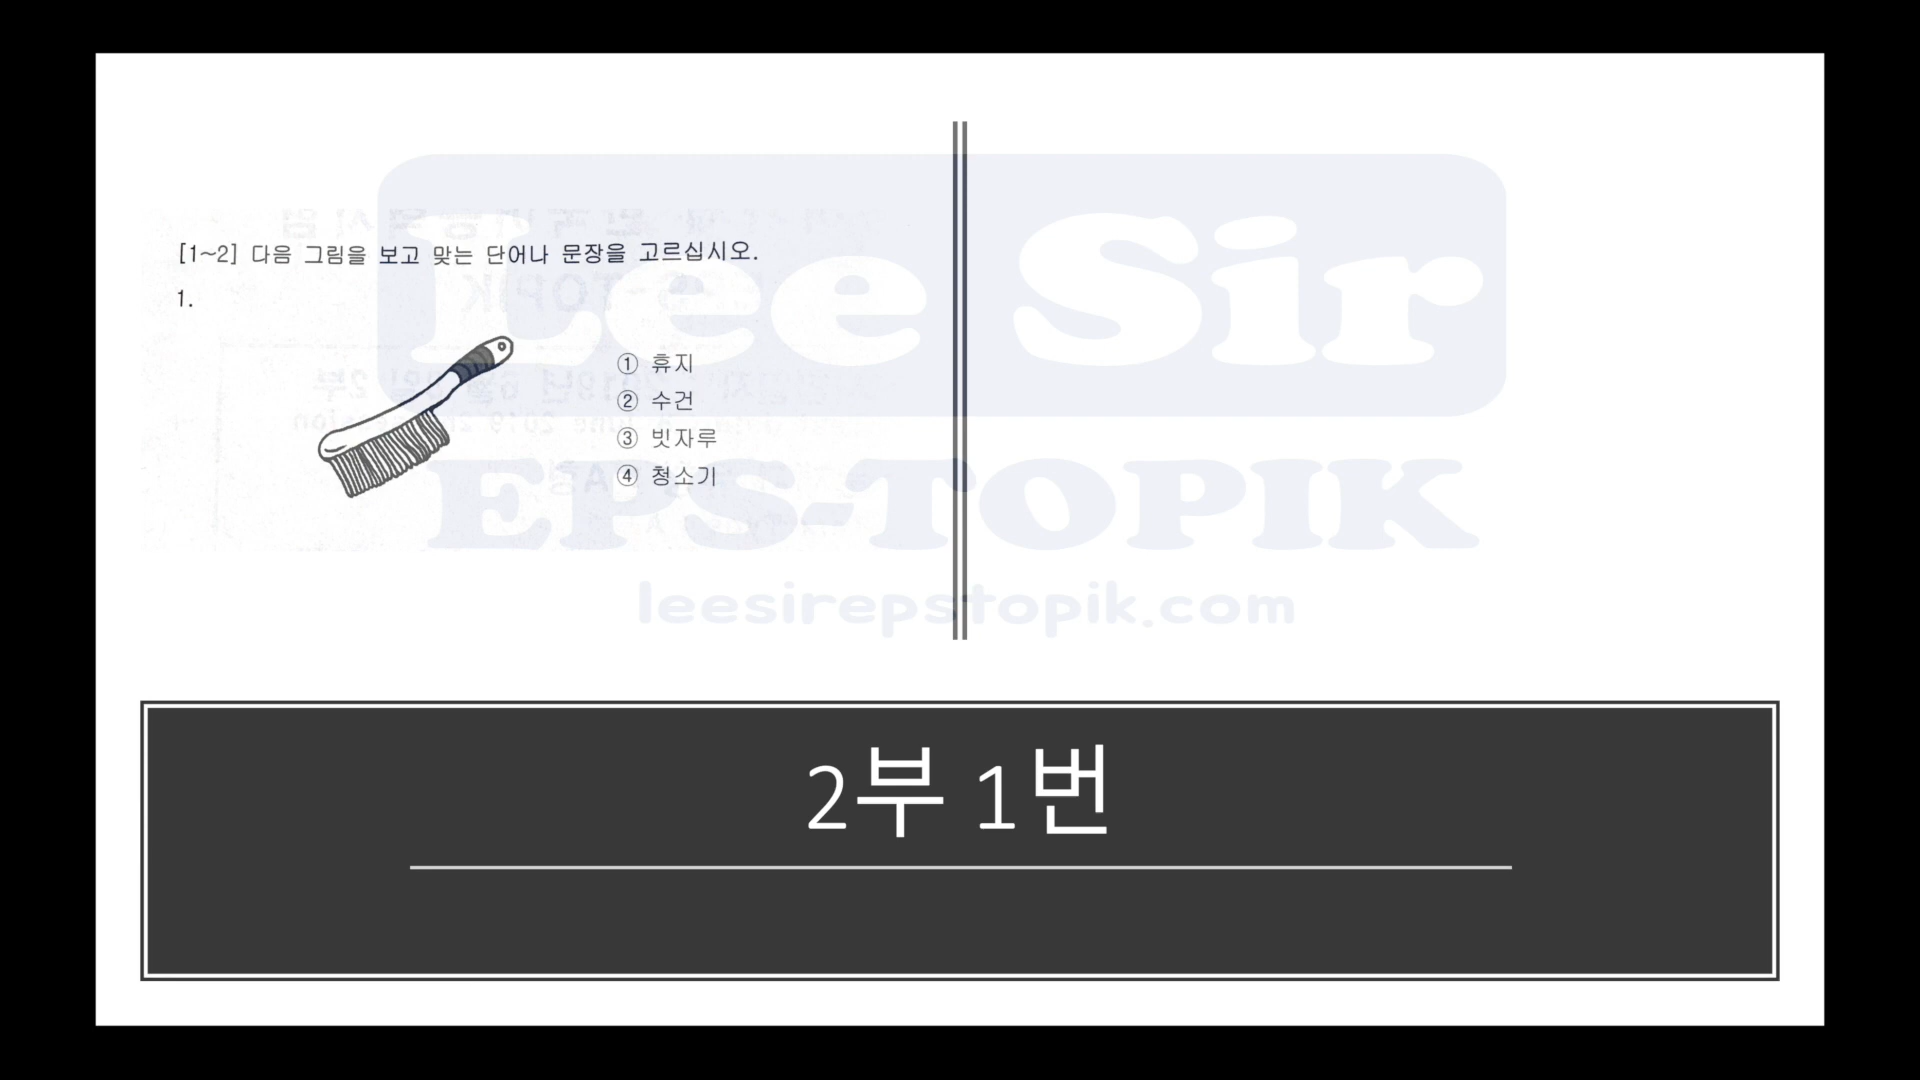 [1~2] 다음 그림을 보고 맞는 단어나 문장을 고르십시오.
1.
① 휴지
② 수건
③ 빗자루
④ 청소기
Lee Sir
EPS-TOPIK
leesirepstopik.com
2부 1번